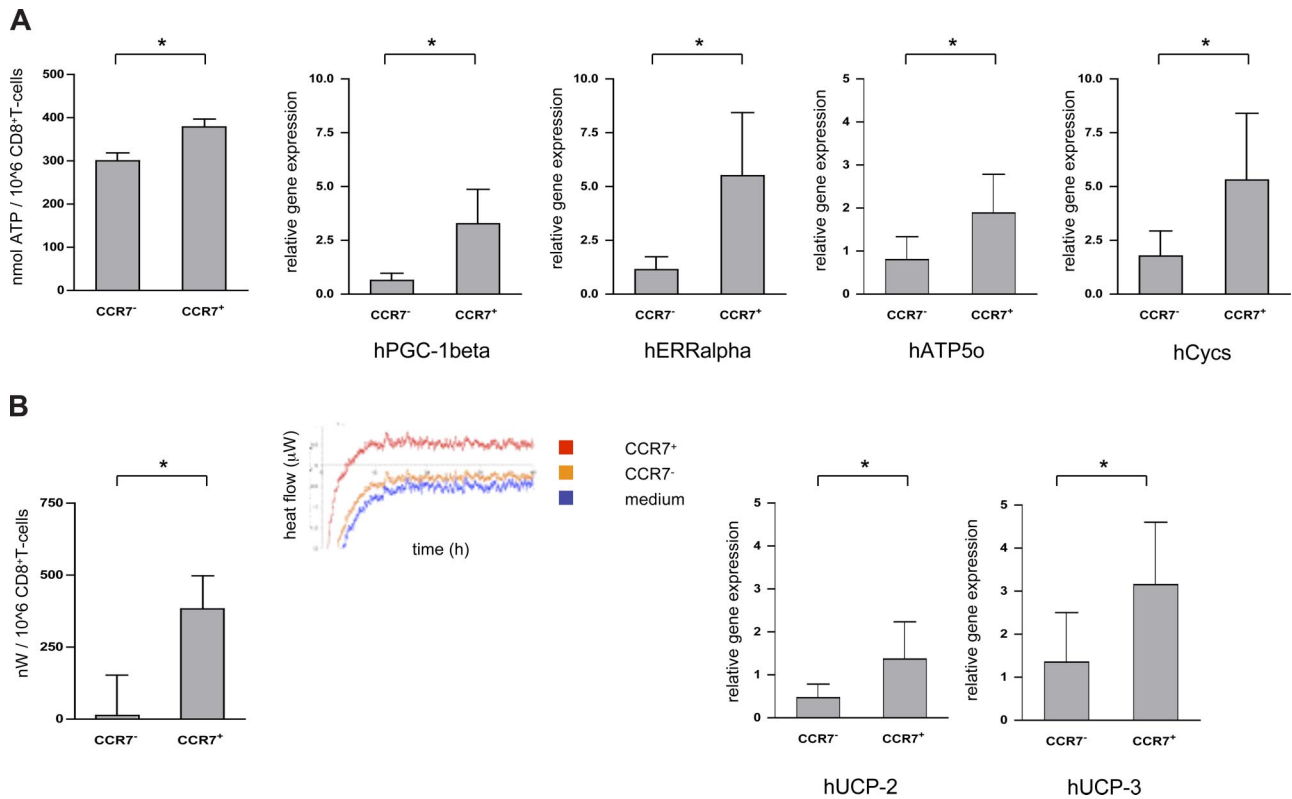 A
* * * * *
nmol ATP / 10^6 CD8⁺T-cells
500
400
300
200
100
0
CCR7⁻ CCR7⁺
relative gene expression
10.0
7.5
5.0
2.5
0.0
CCR7⁻ CCR7⁺
hPGC-1beta
relative gene expression
10.0
7.5
5.0
2.5
0.0
CCR7⁻ CCR7⁺
hERRalpha
relative gene expression
5
4
3
2
1
0
CCR7⁻ CCR7⁺
hATP5o
relative gene expression
10.0
7.5
5.0
2.5
0.0
CCR7⁻ CCR7⁺
hCycs
B
*
nW / 10^6 CD8⁺T-cells
750
500
250
0
CCR7⁻ CCR7⁺
heat flow (µW)
time (h)
CCR7⁺
CCR7⁻
medium
*
relative gene expression
5
4
3
2
1
0
CCR7⁻ CCR7⁺
hUCP-2
*
relative gene expression
5
4
3
2
1
0
CCR7⁻ CCR7⁺
hUCP-3